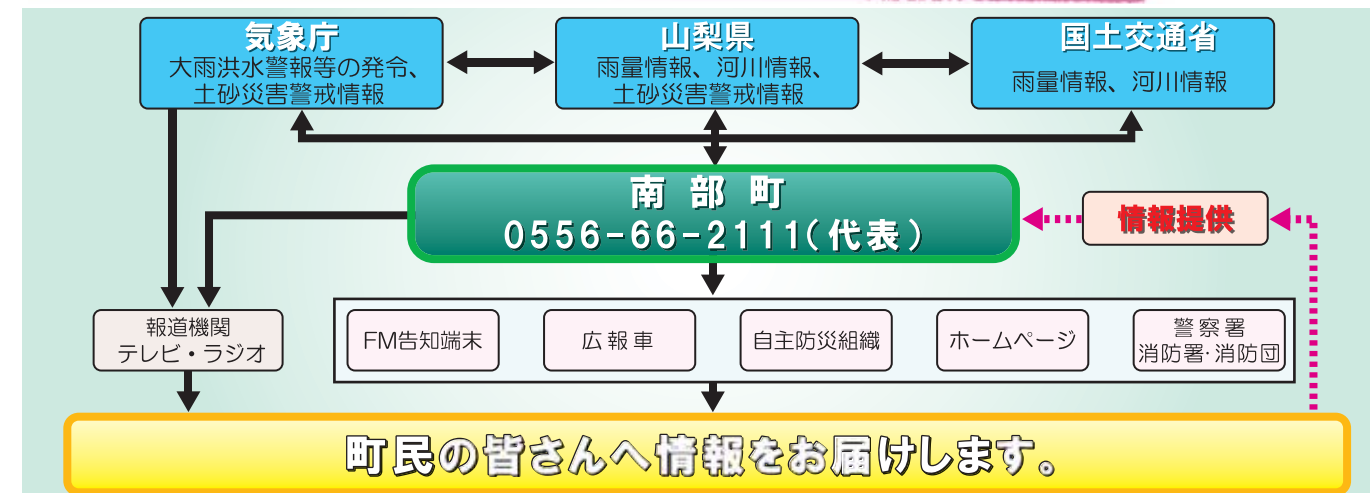 気象庁
大雨洪水警報等の発令、
土砂災害警戒情報
山梨県
雨量情報、河川情報、
土砂災害警戒情報
国土交通省
雨量情報、河川情報
南部町
0556-66-2111(代表)
情報提供
報道機関
テレビ・ラジオ
FM告知端末
広報車
自主防災組織
ホームページ
警察署
消防署・消防団
町民の皆さんへ情報をお届けします。